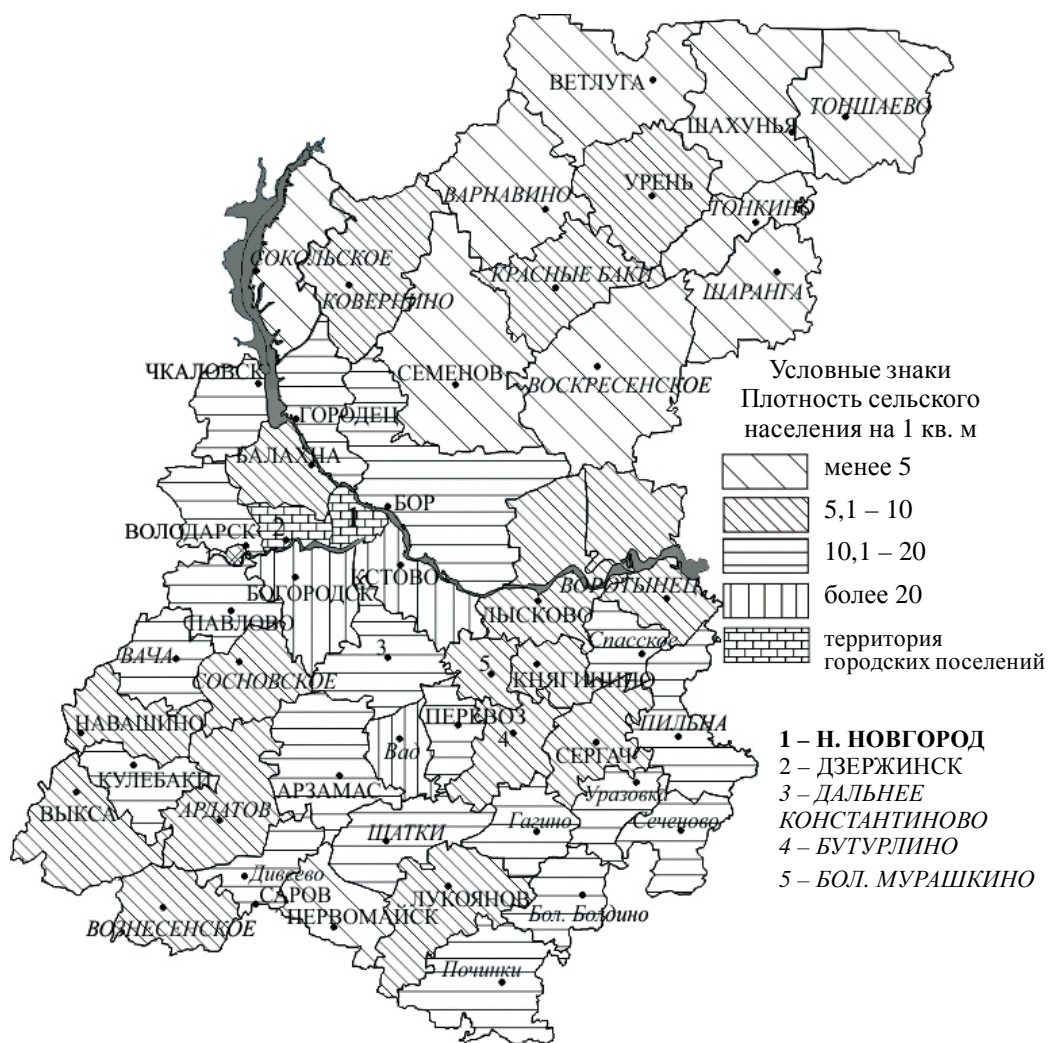 ВЕТЛУГА
ТОНШАЕВО
ШАХУНЬЯ
ВАРНАВИНО
УРЕНЬ
ТОНКИНО
СОКОЛЬСКОЕ
КРАСНЫЕ БАКИ
ШАРАНГА
КОВЕРНИНО
ЧКАЛОВСК
СЕМЕНОВ
ВОСКРЕСЕНСКОЕ
ГОРОДЕЦ
БАЛАХНА
БОР
1
2
ВОЛОДАРСК
КСТОВО
БОГОРОДСК
ВОРОТЫНЕЦ
ЛЫСКОВО
ПАВЛОВО
Спасское
ВАЧА
3
СОСНОВСКОЕ
5
КНЯГИНИНО
НАВАШИНО
ПЕРЕВОЗ
ПИЛЬНА
4
Вад
СЕРГАЧ
КУЛЕБАКИ
АРЗАМАС
Уразовка
ВЫКСА
АРДАТОВ
ШАТКИ
Гагино
Сеченово
Дивеево
САРОВ
ЛУКОЯНОВ
ВОЗНЕСЕНСКОЕ
ПЕРВОМАЙСК
Бол. Болдино
Починки
Условные знаки
Плотность сельского
населения на 1 кв. м
менее 5
5,1 – 10
10,1 – 20
более 20
территория
городских поселений
1 – Н. НОВГОРОД
2 – ДЗЕРЖИНСК
3 – ДАЛЬНЕЕ
КОНСТАНТИНОВО
4 – БУТУРЛИНО
5 – БОЛ. МУРАШКИНО